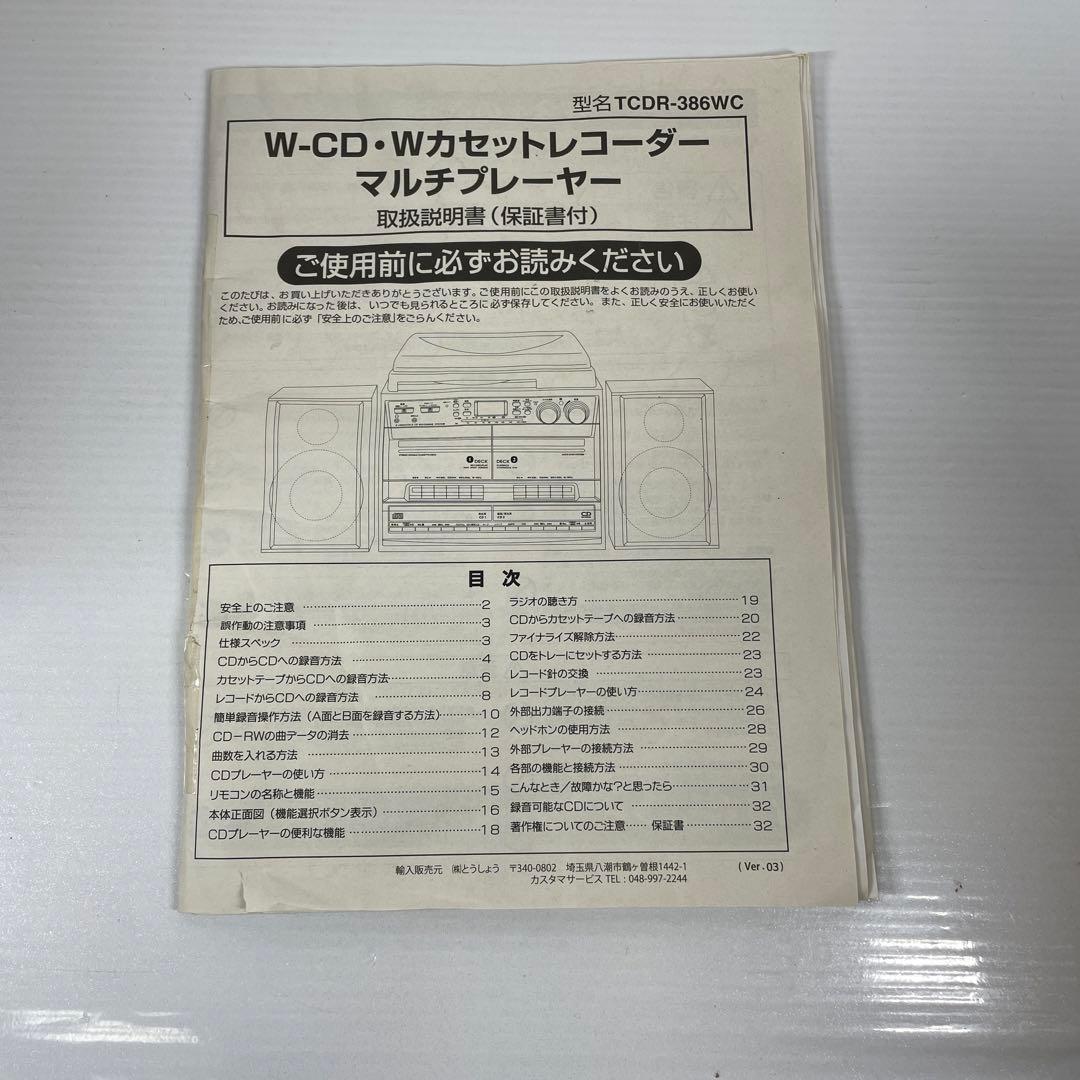 型名 TCDR-386WC
W-CD・Wカセットレコーダー
マルチプレーヤー
取扱説明書（保証書付）
ご使用前に必ずお読みください
このたびは、お買い上げいただきありがとうございます。ご使用前にこの取扱説明書をよくお読みのうえ、正しくお使い
ください。お読みになった後は、いつでも見られるところに必ず保存してください。また、正しく安全にお使いいただく
ため、ご使用前に必ず「安全上のご注意」をごらんください。
DECK
DECK
CD 1
CD 2
目 次
安全上のご注意 ……………………………2
誤作動の注意事項 ……………………………3
仕様スペック ……………………………3
CDからCDへの録音方法 ……………………4
カセットテープからCDへの録音方法……………6
レコードからCDへの録音方法 ………………8
簡単録音操作方法（A面とB面を録音する方法）………10
CD－RWの曲データの消去 ……………………12
曲数を入れる方法 ……………………………13
CDプレーヤーの使い方 ………………………14
リモコンの名称と機能……………………………15
本体正面図（機能選択ボタン表示）………………16
CDプレーヤーの便利な機能 ……………………18
ラジオの聴き方 ……………………………19
CDからカセットテープへの録音方法……………20
ファイナライズ解除方法…………………………22
CDをトレーにセットする方法 …………………23
レコード針の交換 ……………………………23
レコードプレーヤーの使い方……………………24
外部出力端子の接続……………………………26
ヘッドホンの使用方法 …………………………28
外部プレーヤーの接続方法 ……………………29
各部の機能と接続方法 …………………………30
こんなとき／故障かな?と思ったら………………31
録音可能なCDについて ………………………32
著作権についてのご注意…… 保証書……………32
輸入販売元 ㈱とうしょう 〒340-0802 埼玉県八潮市鶴ヶ曽根1442-1
カスタマサービス TEL : 048-997-2244
（Ver.03）